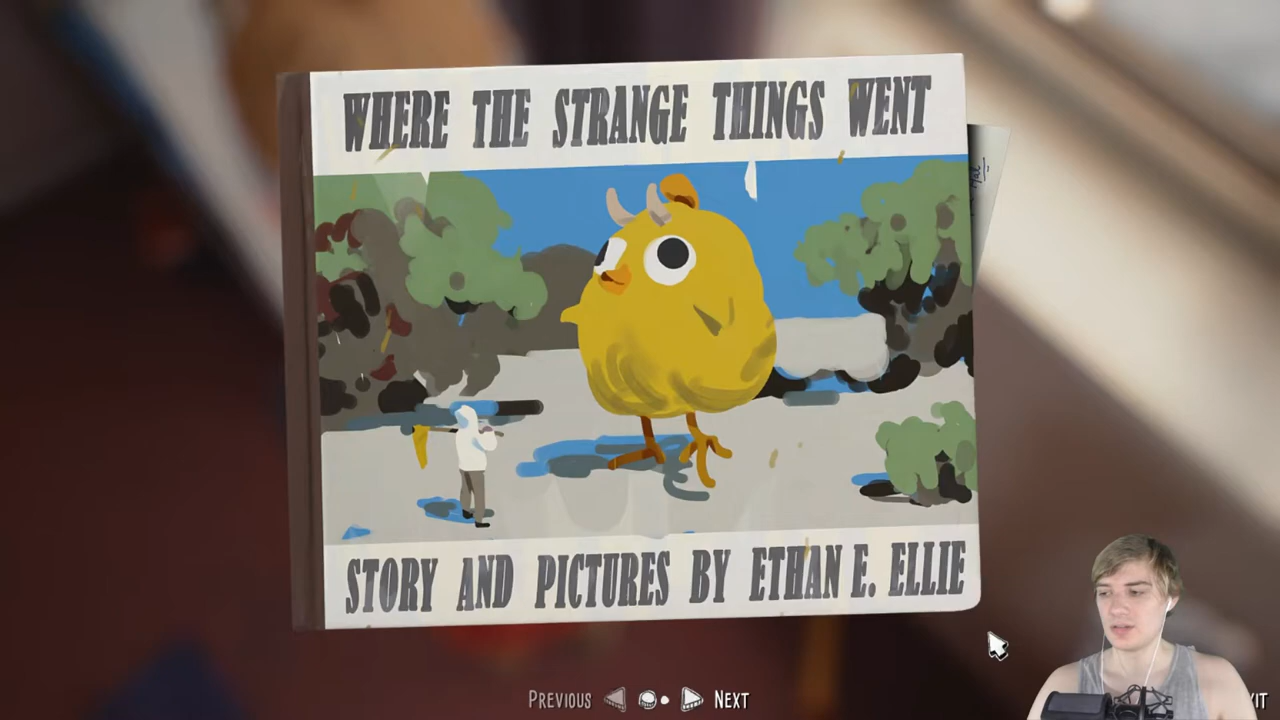 WHERE THE STRANGE THINGS WENT
STORY AND PICTURES BY ETHAN E. ELLIE
PREVIOUS NEXT